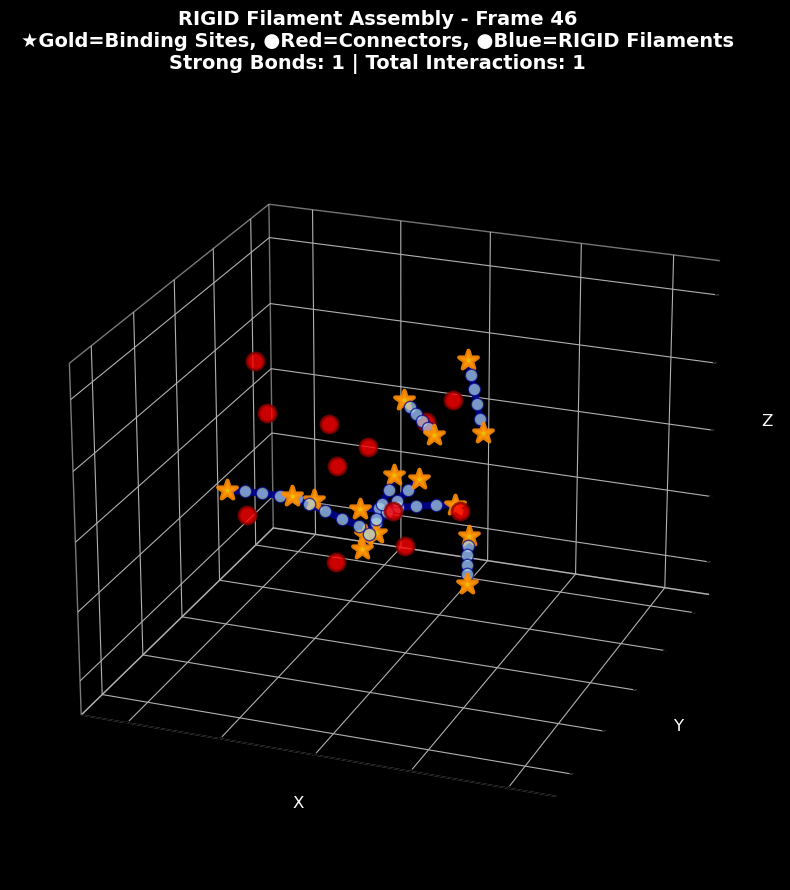 RIGID Filament Assembly - Frame 46
★Gold=Binding Sites, ●Red=Connectors, ●Blue=RIGID Filaments
Strong Bonds: 1 | Total Interactions: 1
Z
Y
X